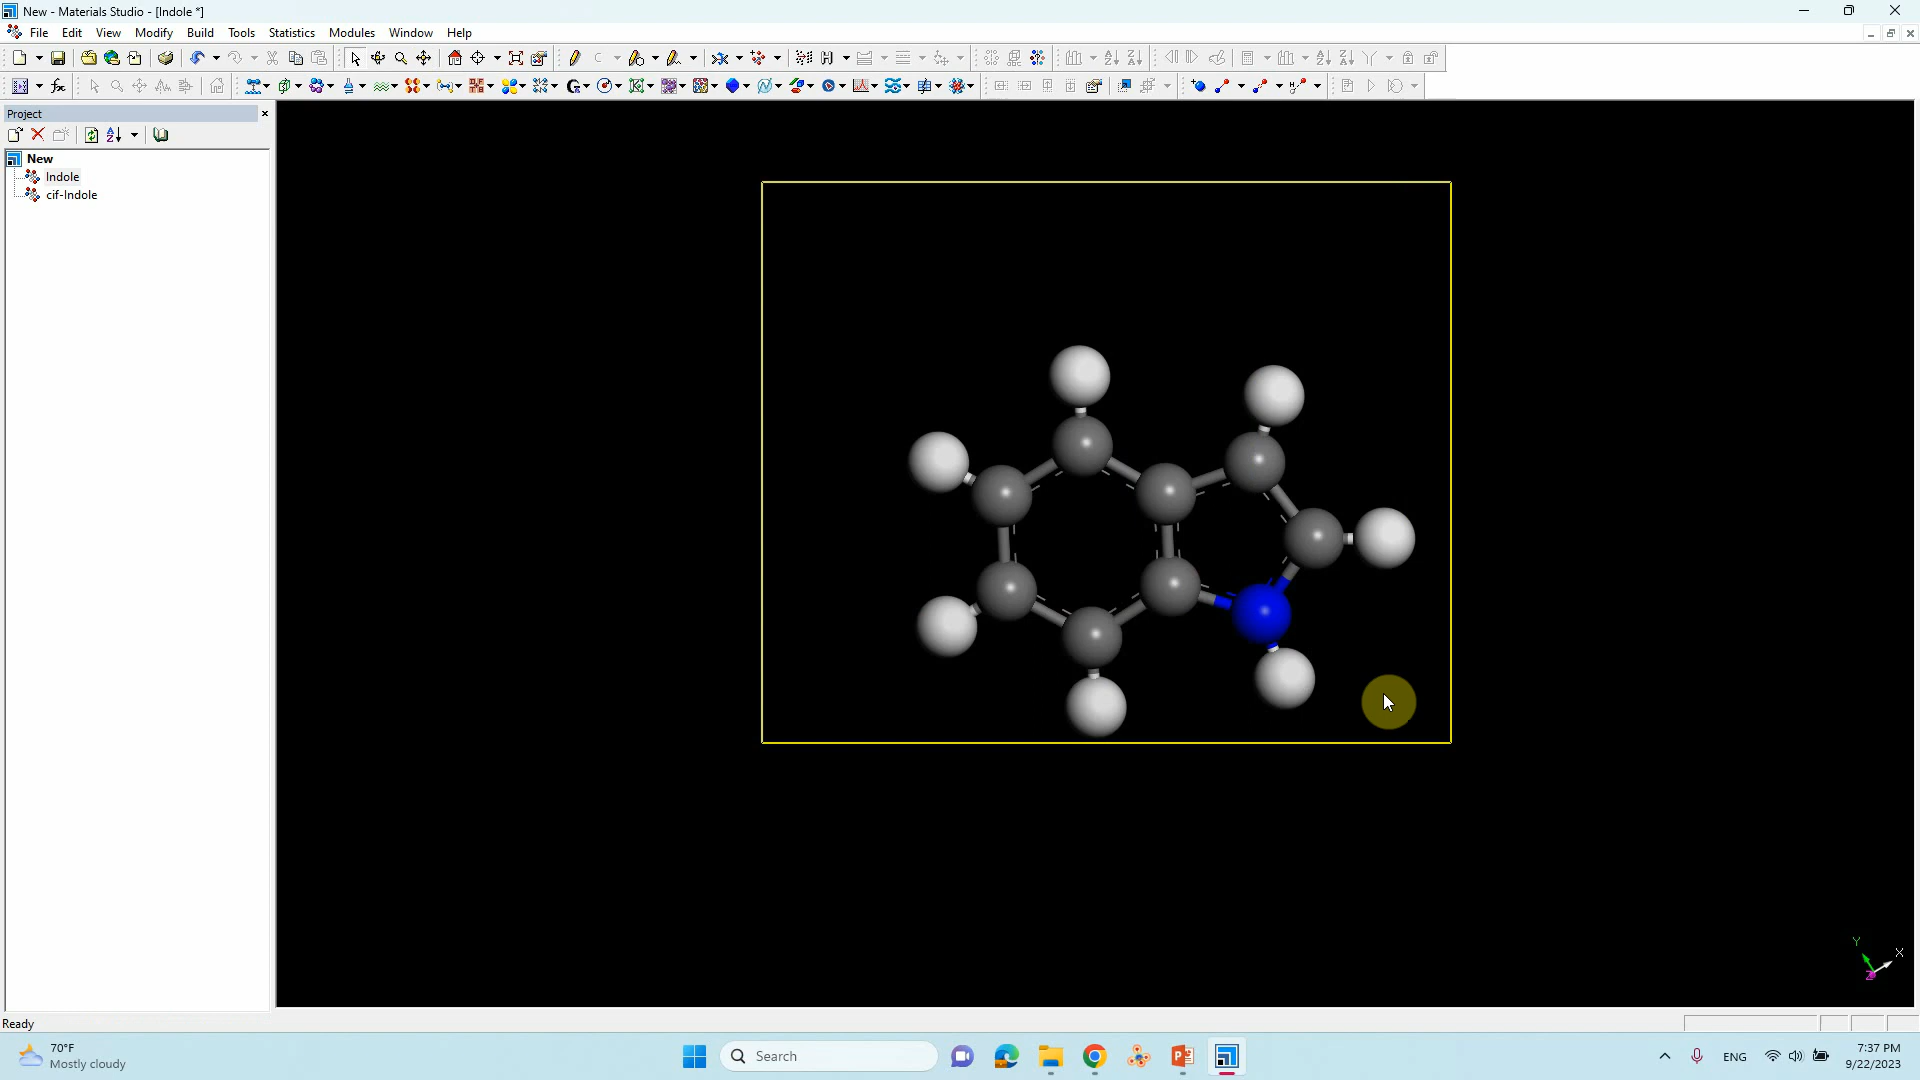 New - Materials Studio - [Indole *]
File Edit View Modify Build Tools Statistics Modules Window Help
Project
New
Indole
cif-Indole
Y
X
Z
Ready
70°F
Mostly cloudy
Search
ENG
7:37 PM
9/22/2023